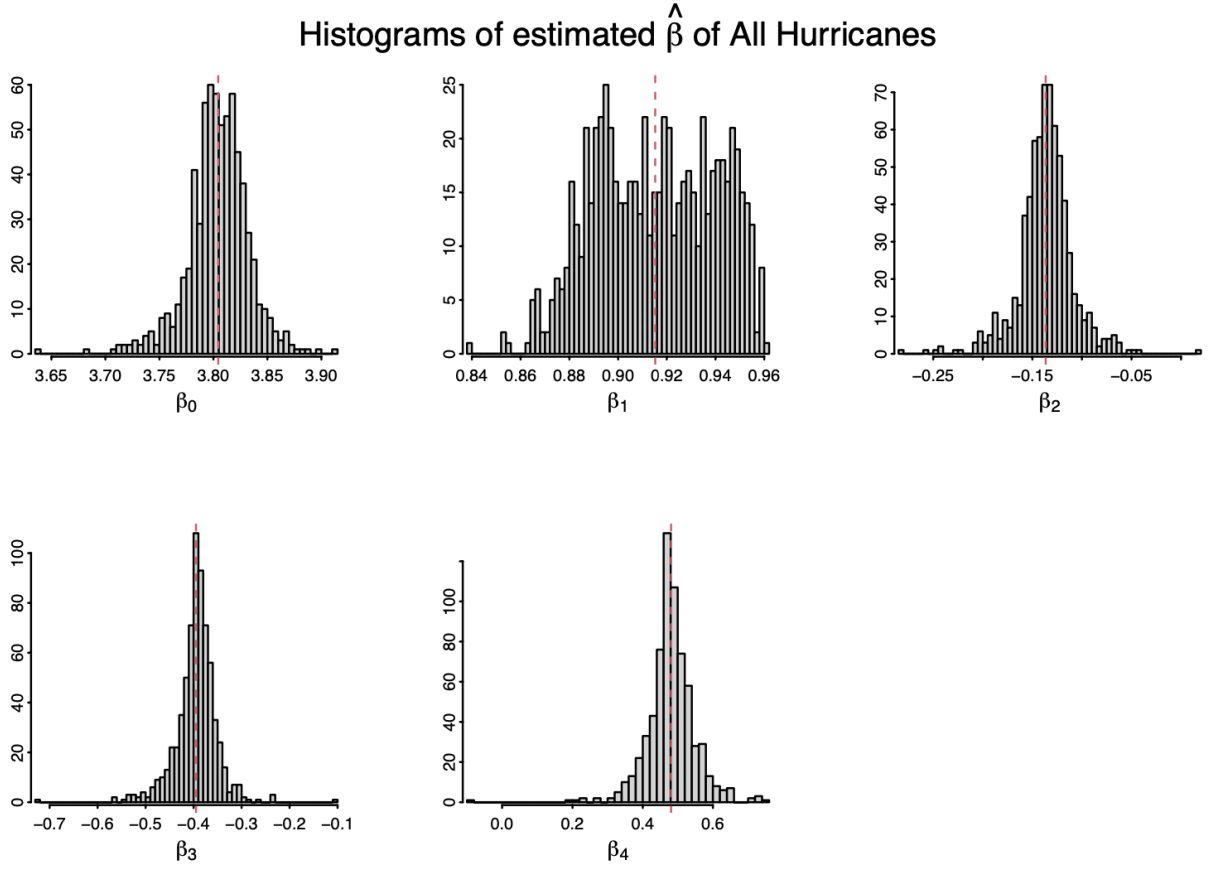 Histograms of estimated β̂ of All Hurricanes
0 10 20 30 40 50 60
3.65 3.70 3.75 3.80 3.85 3.90
β0
0 5 10 15 20 25
0.84 0.86 0.88 0.90 0.92 0.94 0.96
β1
0 10 20 30 40 50 60 70
−0.25 −0.15 −0.05
β2
0 20 40 60 80 100
−0.7 −0.6 −0.5 −0.4 −0.3 −0.2 −0.1
β3
0 20 40 60 80 100
0.0 0.2 0.4 0.6
β4